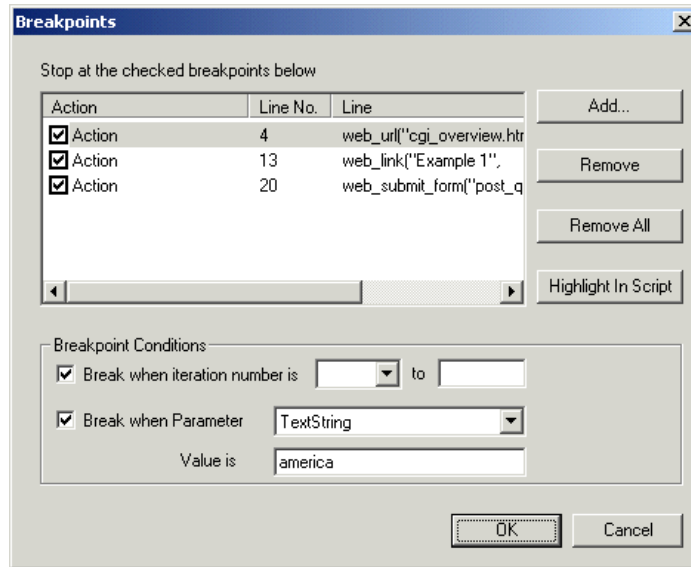 Breakpoints
Stop at the checked breakpoints below
Action Line No. Line
Action 4 web_url("cgi_overview.htr
Action 13 web_link("Example 1",
Action 20 web_submit_form("post_q
Add...
Remove
Remove All
Highlight In Script
Breakpoint Conditions
Break when iteration number is to
Break when Parameter TextString
Value is america
OK Cancel